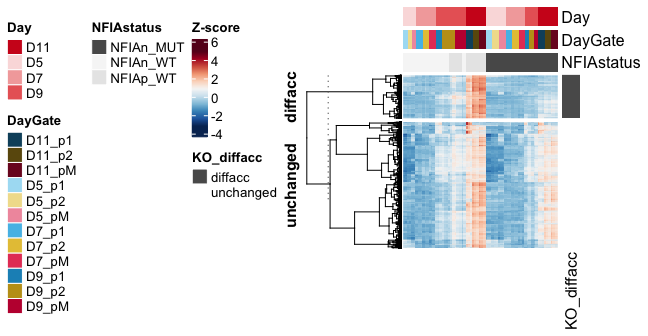 Day
D11
D5
D7
D9
DayGate
D11_p1
D11_p2
D11_pM
D5_p1
D5_p2
D5_pM
D7_p1
D7_p2
D7_pM
D9_p1
D9_p2
D9_pM
NFIAstatus
NFIAn_MUT
NFIAn_WT
NFIAp_WT
Z-score
6
4
2
0
-2
-4
KO_diffacc
diffacc
unchanged
diffacc
unchanged
Day
DayGate
NFIAstatus
KO_diffacc